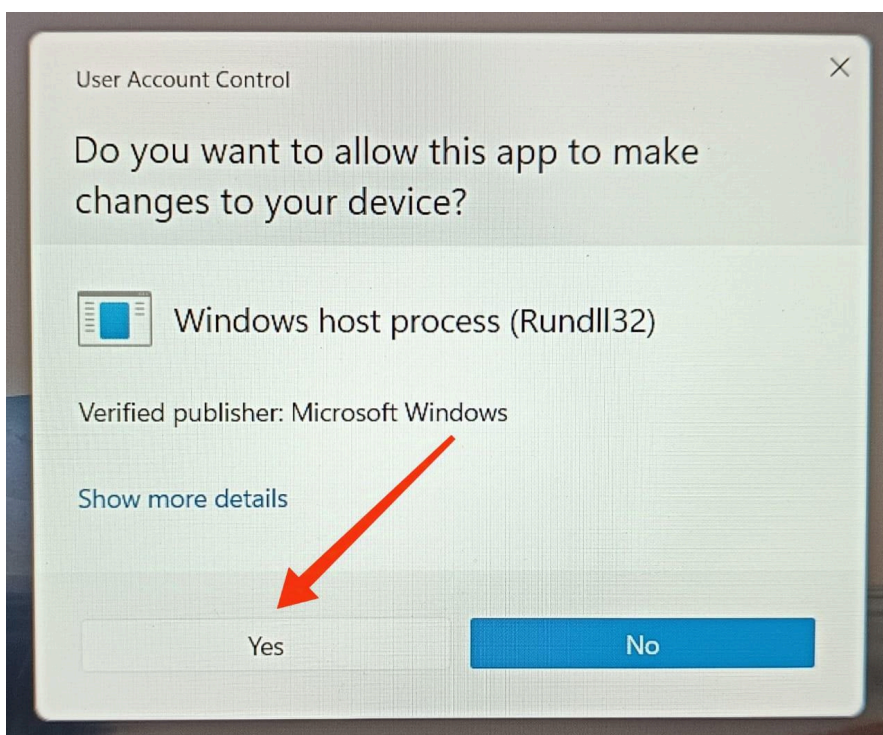 User Account Control
Do you want to allow this app to make
changes to your device?
Windows host process (Rundll32)
Verified publisher: Microsoft Windows
Show more details
Yes
No